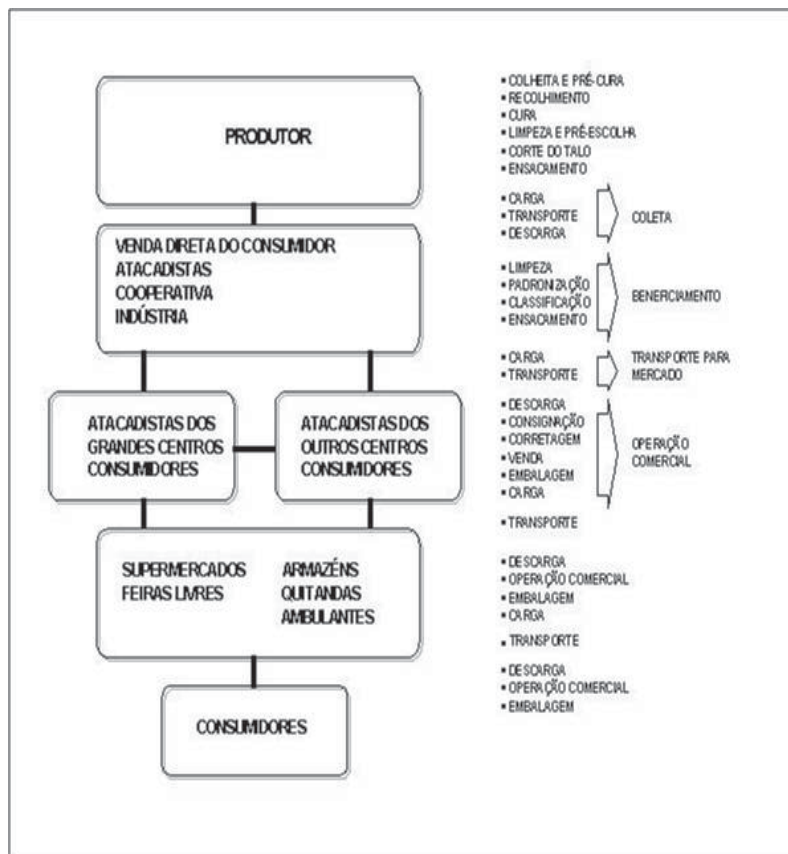 PRODUTOR
VENDA DIRETA DO CONSUMIDOR
ATACADISTAS
COOPERATIVA
INDÚSTRIA
ATACADISTAS DOS
GRANDES CENTROS
CONSUMIDORES
ATACADISTAS DOS
OUTROS CENTROS
CONSUMIDORES
SUPERMERCADOS
FEIRAS LIVRES
ARMAZÉNS
QUITANDAS
AMBULANTES
CONSUMIDORES
▪ COLHEITA E PRÉ-CURA
▪ RECOLHIMENTO
▪ CURA
▪ LIMPEZA E PRÉ-ESCOLHA
▪ CORTE DO TALO
▪ ENSACAMENTO
▪ CARGA
▪ TRANSPORTE
▪ DESCARGA
COLETA
▪ LIMPEZA
▪ PADRONIZAÇÃO
▪ CLASSIFICAÇÃO
▪ ENSACAMENTO
BENEFICIAMENTO
▪ CARGA
▪ TRANSPORTE
TRANSPORTE PARA
MERCADO
▪ DESCARGA
▪ CONSIGNAÇÃO
▪ CORRETAGEM
▪ VENDA
▪ EMBALAGEM
▪ CARGA
OPERAÇÃO
COMERCIAL
▪ TRANSPORTE
▪ DESCARGA
▪ OPERAÇÃO COMERCIAL
▪ EMBALAGEM
▪ CARGA
▪ TRANSPORTE
▪ DESCARGA
▪ OPERAÇÃO COMERCIAL
▪ EMBALAGEM